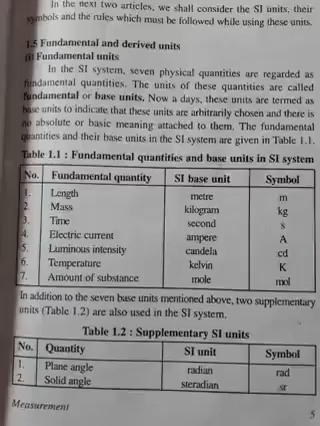 In the next two articles, we shall consider the SI units, their
symbols and the rules which must be followed while using these units.
1.5 Fundamental and derived units
(i) Fundamental units
In the SI system, seven physical quantities are regarded as
fundamental quantities. The units of these quantities are called
fundamental or base units. Now a days, these units are termed as
base units to indicate that these units are arbitrarily chosen and there is
no absolute or basic meaning attached to them. The fundamental
quantities and their base units in the SI system are given in Table 1.1.
Table 1.1 : Fundamental quantities and base units in SI system
No. Fundamental quantity SI base unit Symbol
1. Length metre m
2. Mass kilogram kg
3. Time second s
4. Electric current ampere A
5. Luminous intensity candela cd
6. Temperature kelvin K
7. Amount of substance mole mol
In addition to the seven base units mentioned above, two supplementary
units (Table 1.2) are also used in the SI system.
Table 1.2 : Supplementary SI units
No. Quantity SI unit Symbol
1. Plane angle radian rad
2. Solid angle steradian sr
Measurement 5